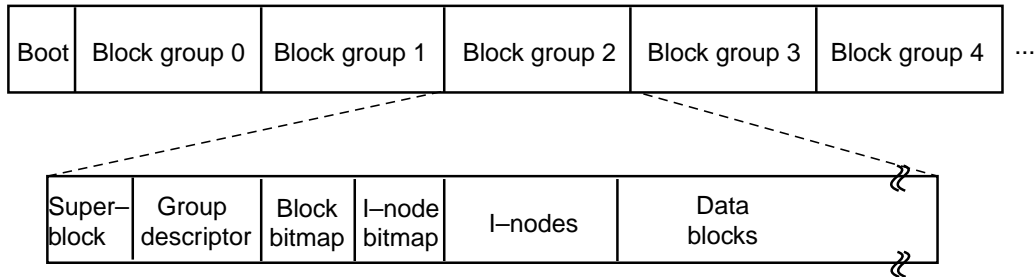 Boot Block group 0 Block group 1 Block group 2 Block group 3 Block group 4 ...
Super–
block
Group
descriptor
Block
bitmap
I–node
bitmap
I–nodes
Data
blocks